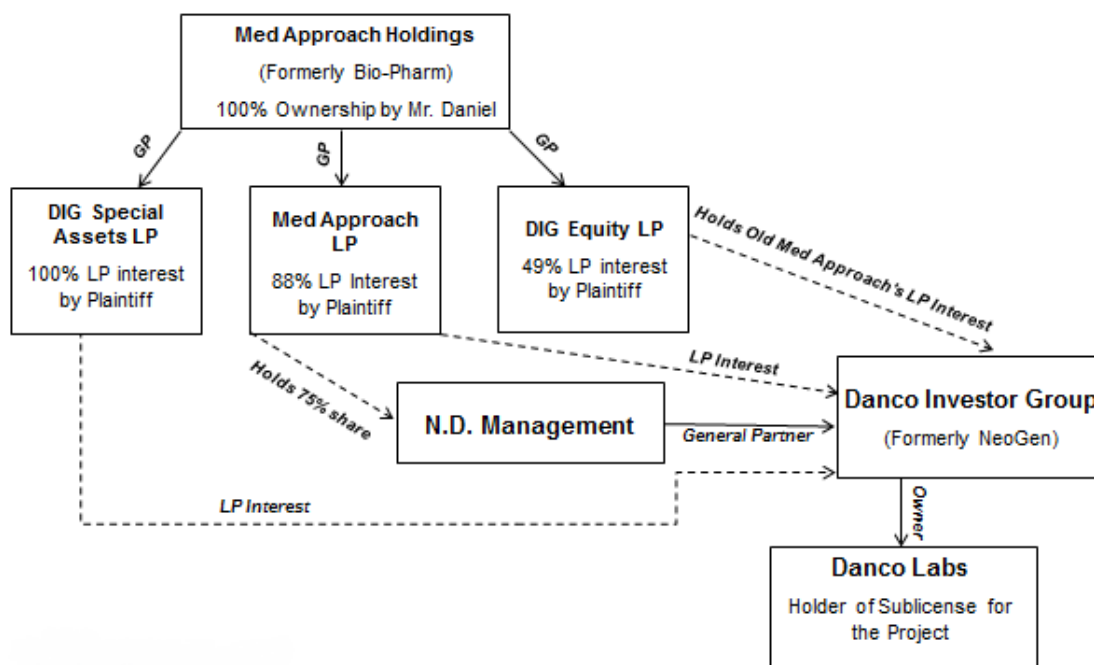 Med Approach Holdings
(Formerly Bio-Pharm)
100% Ownership by Mr. Daniel
GP
GP
GP
DIG Special
Assets LP
100% LP interest
by Plaintiff
Med Approach
LP
88% LP Interest
by Plaintiff
DIG Equity LP
49% LP interest
by Plaintiff
Holds Old Med Approach's LP Interest
LP Interest
Holds 75% share
N.D. Management
General Partner
Danco Investor Group
(Formerly NeoGen)
LP Interest
Owner
Danco Labs
Holder of Sublicense for
the Project